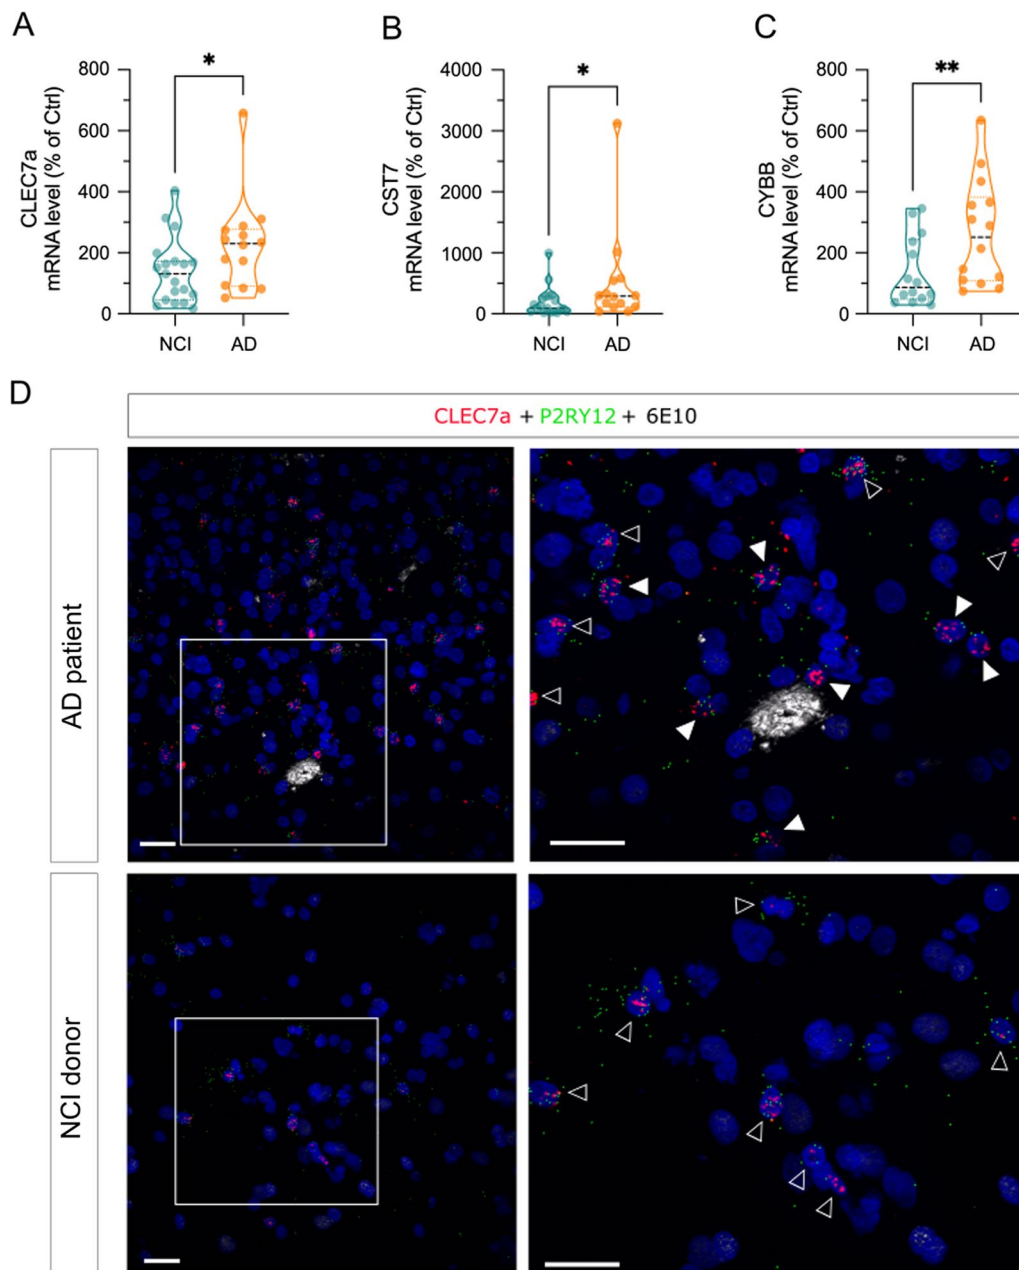 A
CLEC7a
mRNA level (% of Ctrl)
800
600
400
200
0
*
NCI
AD
B
CST7
mRNA level (% of Ctrl)
4000
3000
2000
1000
0
*
NCI
AD
C
CYBB
mRNA level (% of Ctrl)
800
600
400
200
0
**
NCI
AD
D
CLEC7a + P2RY12 + 6E10
AD patient
NCI donor